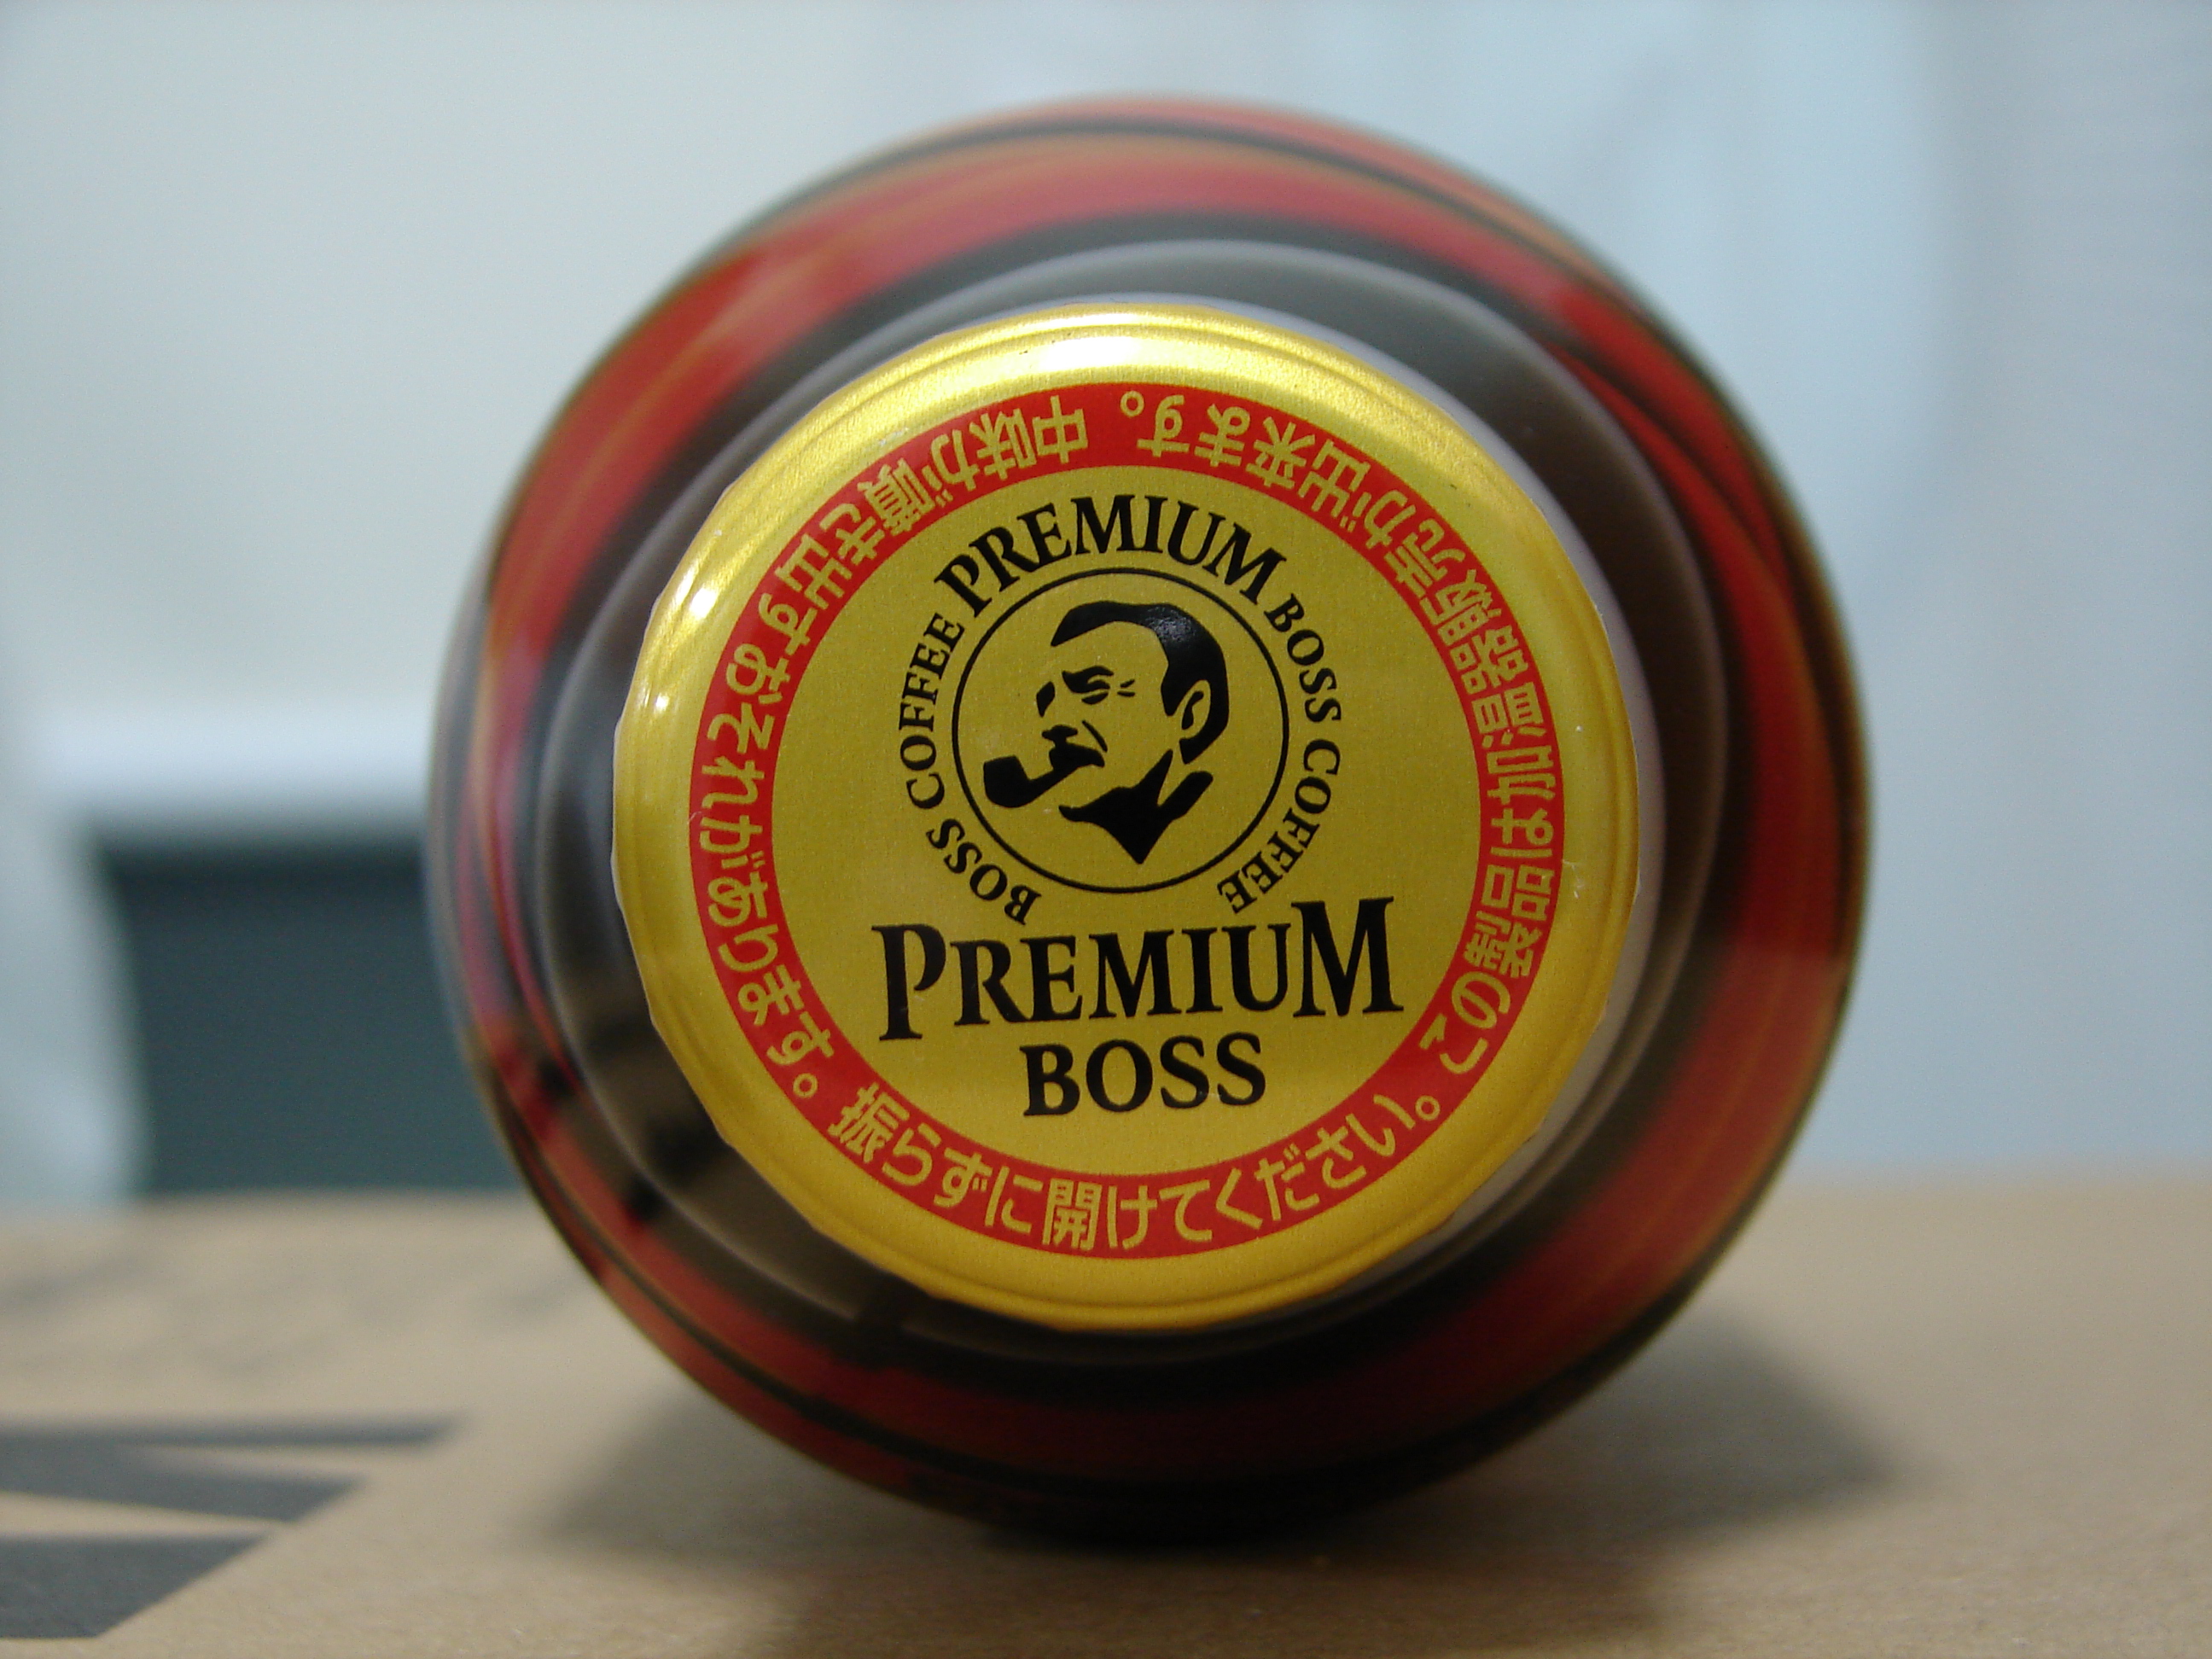 BOSS COFFEE PREMIUM BOSS COFFEE
PREMIUM
BOSS
中味が噴き出すおそれがあります。振らずに開けてください。この製品は加温器販売が出来ます。